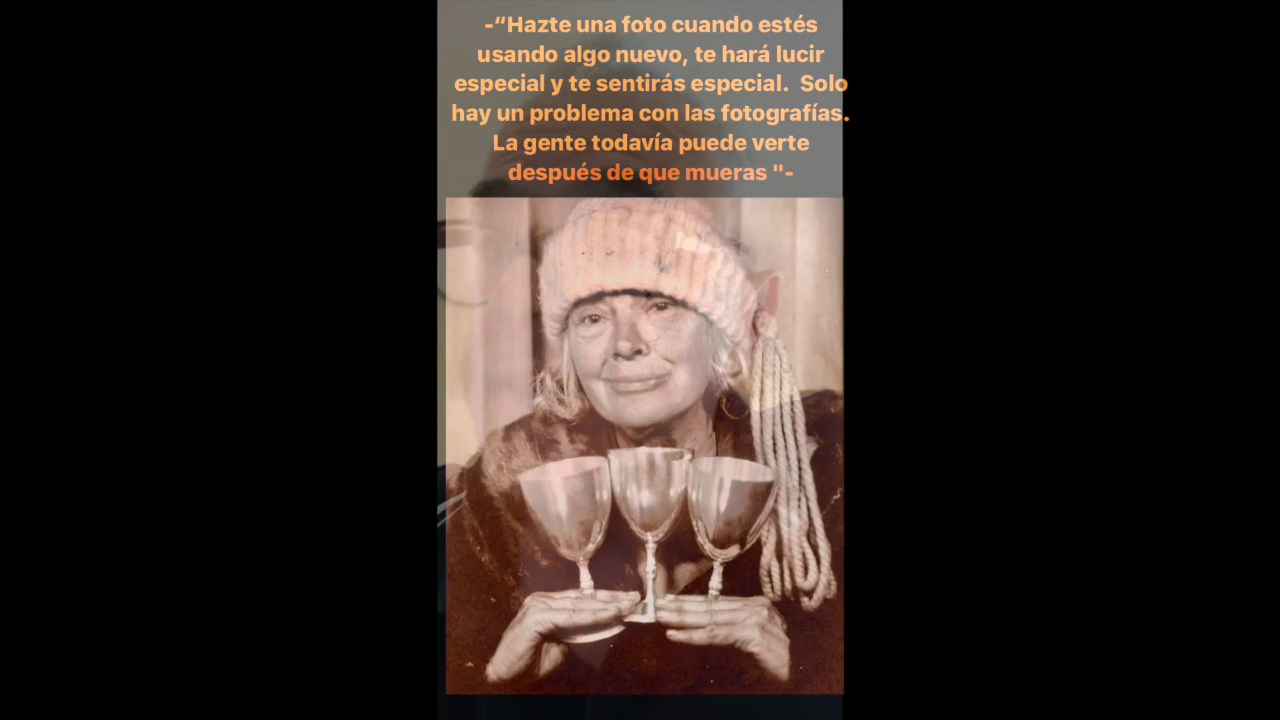 -“Hazte una foto cuando estés
usando algo nuevo, te hará lucir
especial y te sentirás especial.  Solo
hay un problema con las fotografías.
La gente todavía puede verte
después de que mueras "-